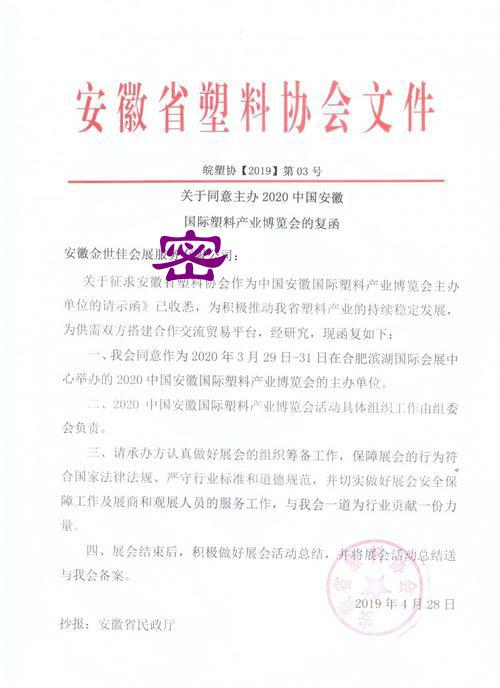 安徽省塑料协会文件
皖塑协【2019】第 03 号
关于同意主办 2020 中国安徽
国际塑料产业博览会的复函
安徽金世佳会展服 公司：
密
关于征求安徽省塑料协会作为中国安徽国际塑料产业博览会主办
单位的请示函》已收悉，为积极推动我省塑料产业的持续稳定发展，
为供需双方搭建合作交流贸易平台，经研究，现函复如下：
一、我会同意作为 2020 年 3 月 29 日-31 日在合肥滨湖国际会展中
心举办的 2020 中国安徽国际塑料产业博览会的主办单位。
二、2020 中国安徽国际塑料产业博览会活动具体组织工作由组委
会负责。
三、请承办方认真做好展会的组织筹备工作，保障展会的行为符
合国家法律法规、严守行业标准和道德规范，并切实做好展会安全保
障工作及展商和观展人员的服务工作，与我会一道为行业贡献一份力
量。
四、展会结束后，积极做好展会活动总结，并将展会活动总结送
与我会备案。
安徽省塑料协会
2019 年 4 月 28 日
抄报：安徽省民政厅